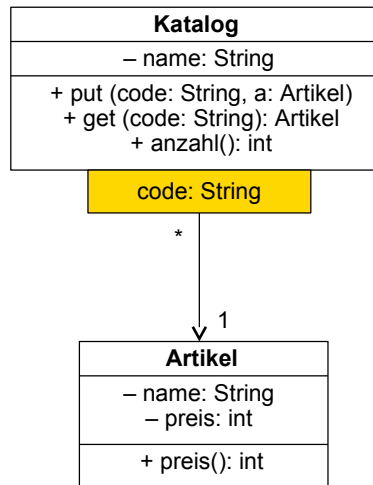 Katalog
– name: String
+ put (code: String, a: Artikel)
+ get (code: String): Artikel
+ anzahl(): int
code: String
*
1
Artikel
– name: String
– preis: int
+ preis(): int